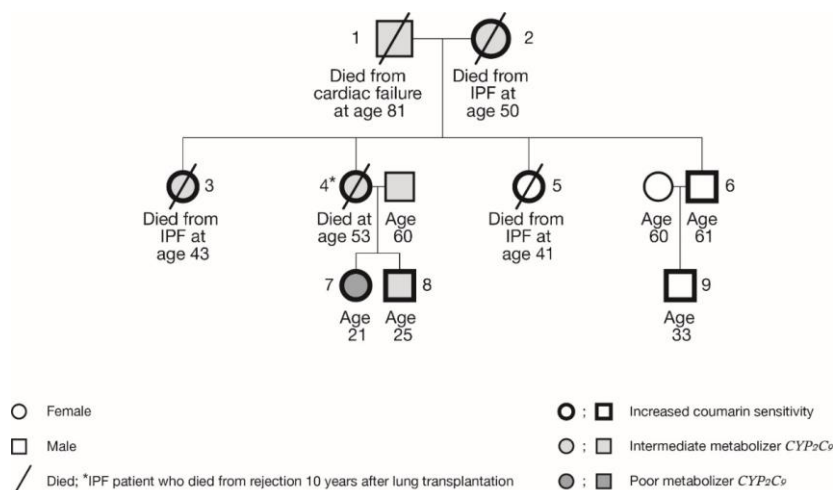 1
2
Died from
cardiac failure
at age 81
Died from
IPF at
age 50
3
4*
5
6
Died from
IPF at
age 43
Died at
age 53
Age
60
Died from
IPF at
age 41
Age
60
Age
61
7
8
9
Age
21
Age
25
Age
33
Female
Male
Died; *IPF patient who died from rejection 10 years after lung transplantation
; Increased coumarin sensitivity
; Intermediate metabolizer CYP2C9
; Poor metabolizer CYP2C9